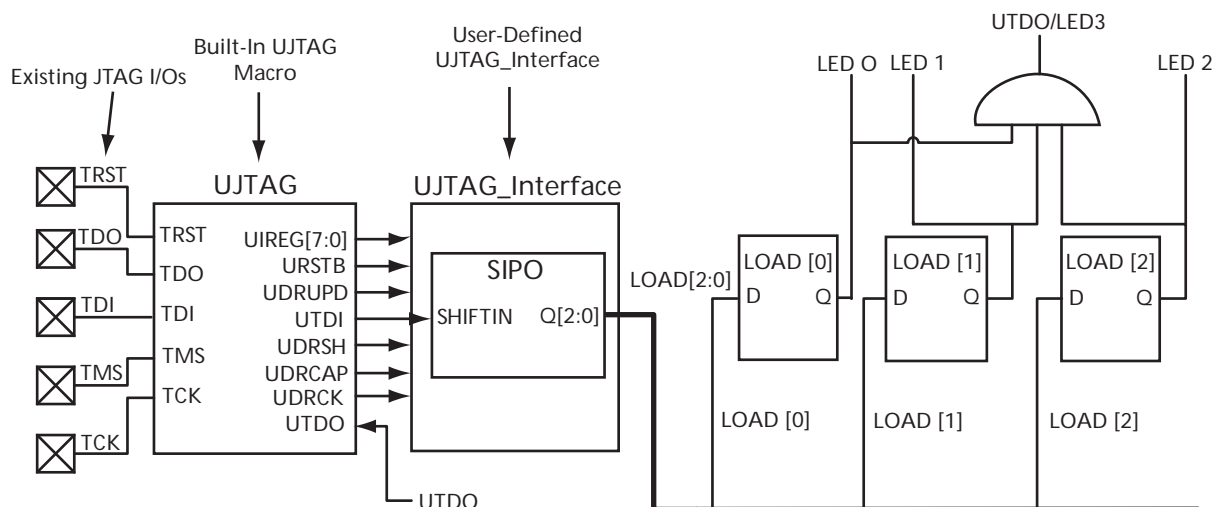 UTDO/LED3
User-Defined
UJTAG_Interface
Built-In UJTAG
Macro
Existing JTAG I/Os
LED O
LED 1
LED 2
TRST
TDO
TDI
TMS
TCK
UJTAG
TRST
TDO
TDI
TMS
TCK
UIREG[7:0]
URSTB
UDRUPD
UTDI
UDRSH
UDRCAP
UDRCK
UTDO
UTDO
UJTAG_Interface
SIPO
SHIFTIN
Q[2:0]
LOAD[2:0]
LOAD [0]
D
Q
LOAD [1]
D
Q
LOAD [2]
D
Q
LOAD [0]
LOAD [1]
LOAD [2]